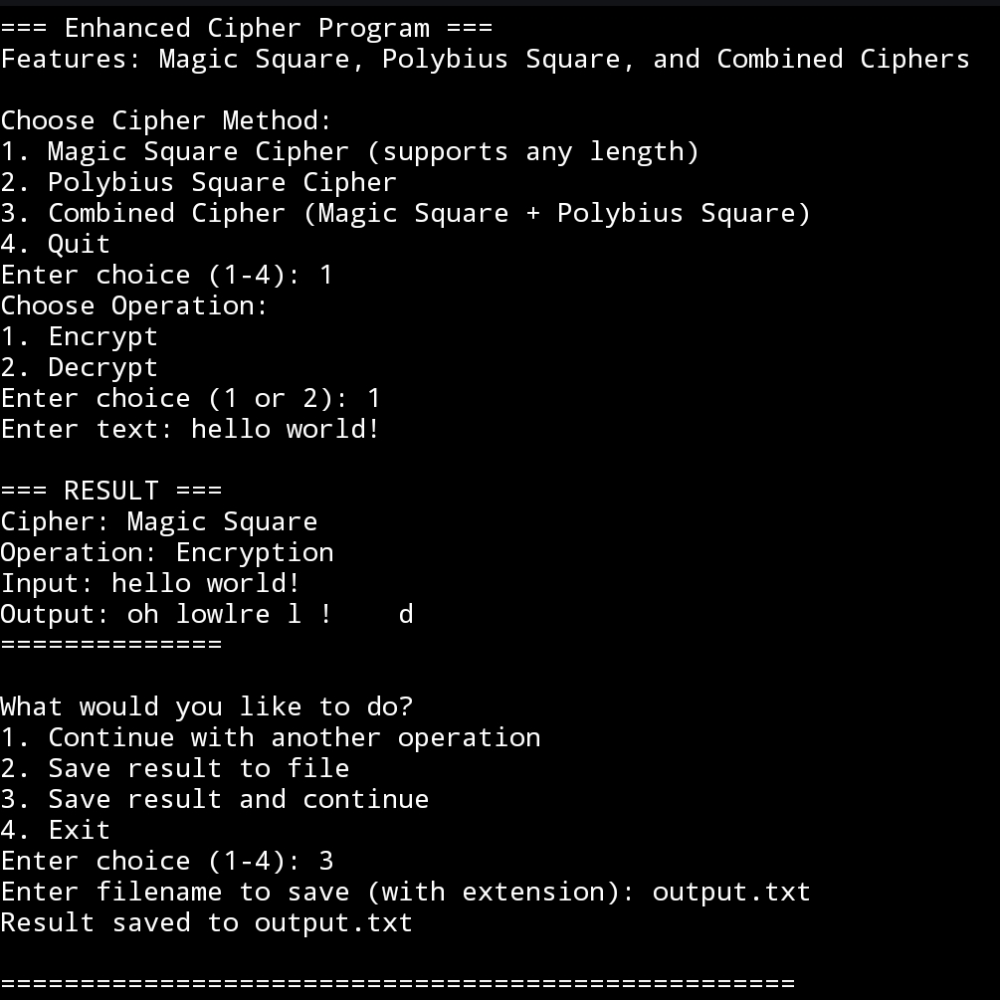 === Enhanced Cipher Program ===
Features: Magic Square, Polybius Square, and Combined Ciphers
Choose Cipher Method:
1. Magic Square Cipher (supports any length)
2. Polybius Square Cipher
3. Combined Cipher (Magic Square + Polybius Square)
4. Quit
Enter choice (1-4): 1
Choose Operation:
1. Encrypt
2. Decrypt
Enter choice (1 or 2): 1
Enter text: hello world!
=== RESULT ===
Cipher: Magic Square
Operation: Encryption
Input: hello world!
Output: oh lowlre l !    d
==============
What would you like to do?
1. Continue with another operation
2. Save result to file
3. Save result and continue
4. Exit
Enter choice (1-4): 3
Enter filename to save (with extension): output.txt
Result saved to output.txt
==================================================